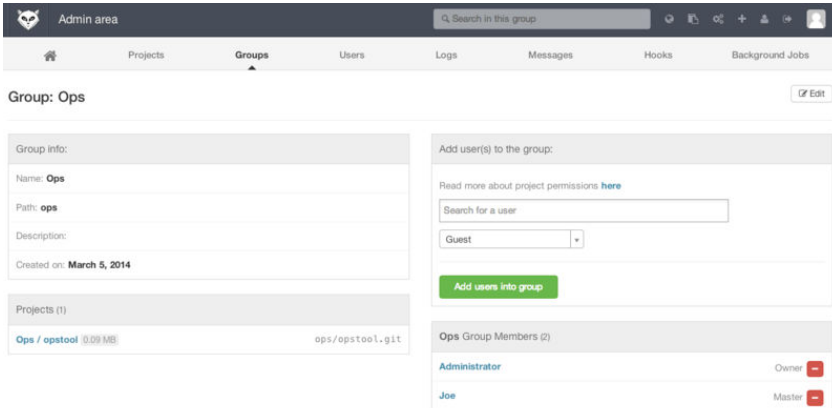 Admin area
Search in this group
Projects
Groups
Users
Logs
Messages
Hooks
Background Jobs
Group: Ops
Edit
Group info:
Name: Ops
Path: ops
Description:
Created on: March 5, 2014
Projects (1)
Ops / opstool 0.09 MB ops/opstool.git
Add user(s) to the group:
Read more about project permissions here
Search for a user
Guest
Add users into group
Ops Group Members (2)
Administrator Owner
Joe Master